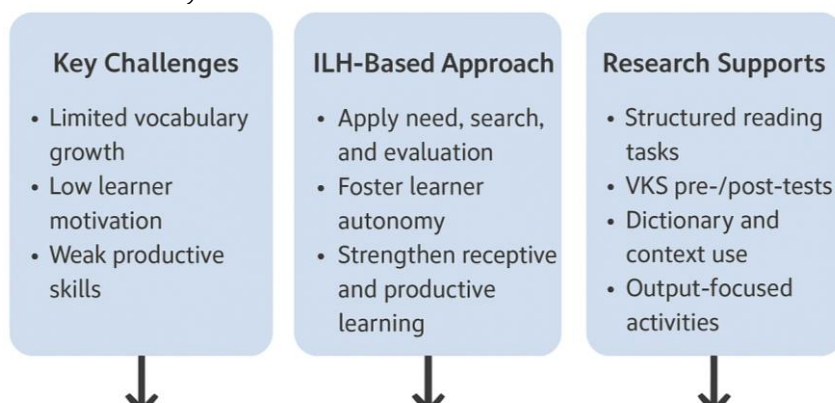 Key Challenges
• Limited vocabulary
growth
• Low learner
motivation
• Weak productive
skills
ILH-Based Approach
• Apply need, search,
and evaluation
• Foster learner
autonomy
• Strengthen receptive
and productive
learning
Research Supports
• Structured reading
tasks
• VKS pre-/post-tests
• Dictionary and
context use
• Output-focused
activities